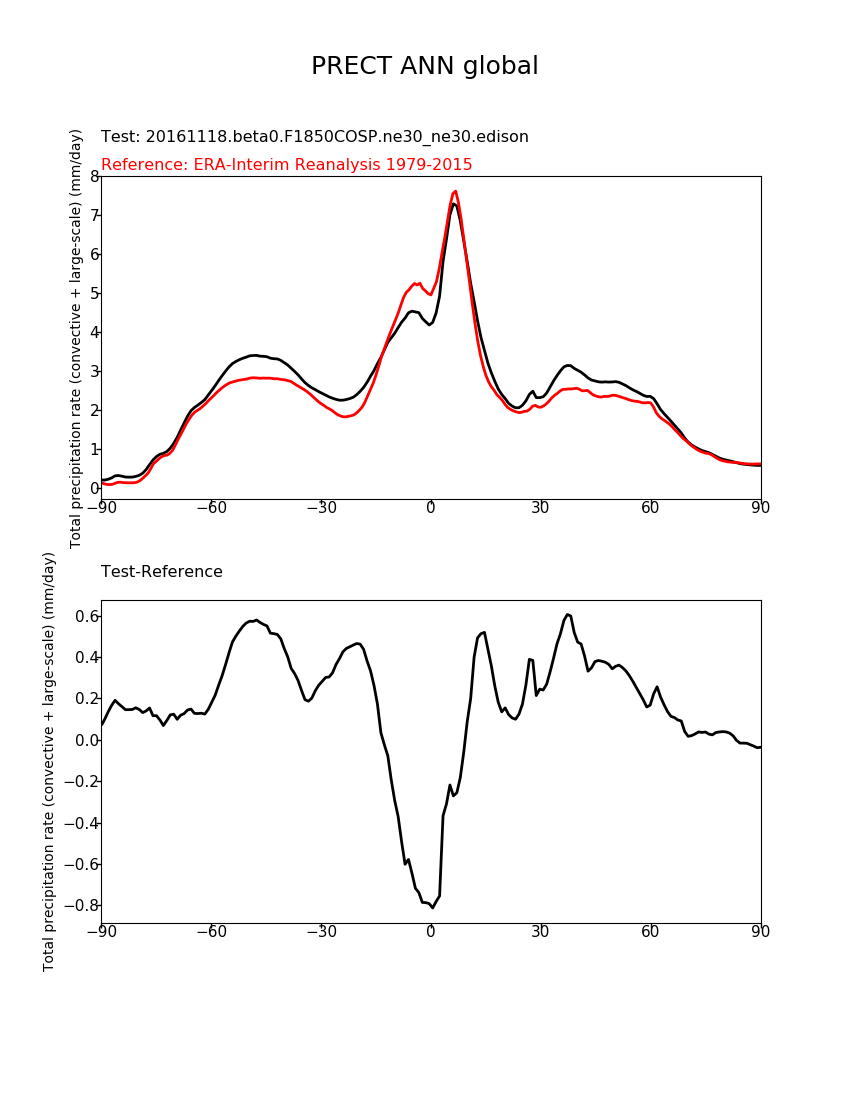 PRECT ANN global
Test: 20161118.beta0.F1850COSP.ne30_ne30.edison
Reference: ERA-Interim Reanalysis 1979-2015
Total precipitation rate (convective + large-scale) (mm/day)
8
7
6
5
4
3
2
1
0
−90 −60 −30 0 30 60 90
Test-Reference
Total precipitation rate (convective + large-scale) (mm/day)
0.6
0.4
0.2
0.0
−0.2
−0.4
−0.6
−0.8
−90 −60 −30 0 30 60 90